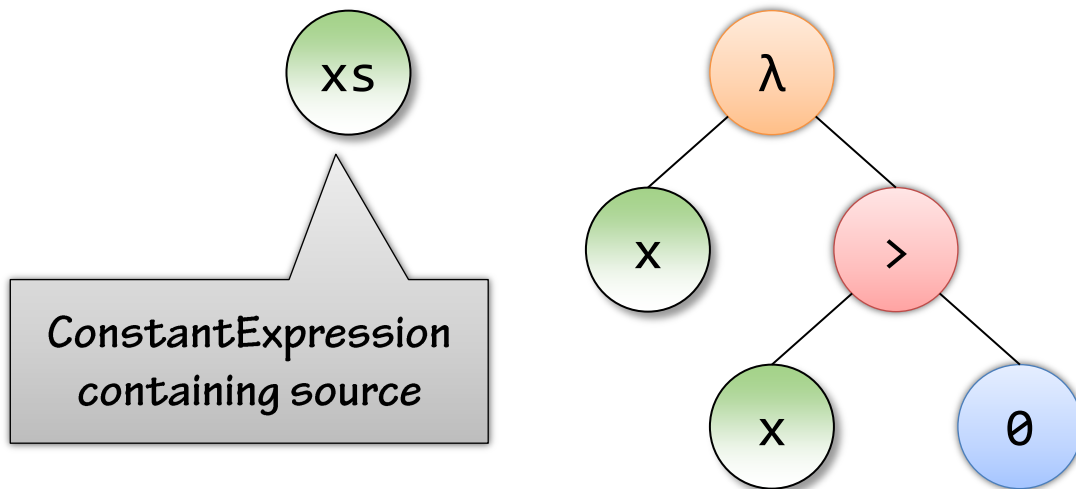 xs
λ
x
>
ConstantExpression
containing source
x
0